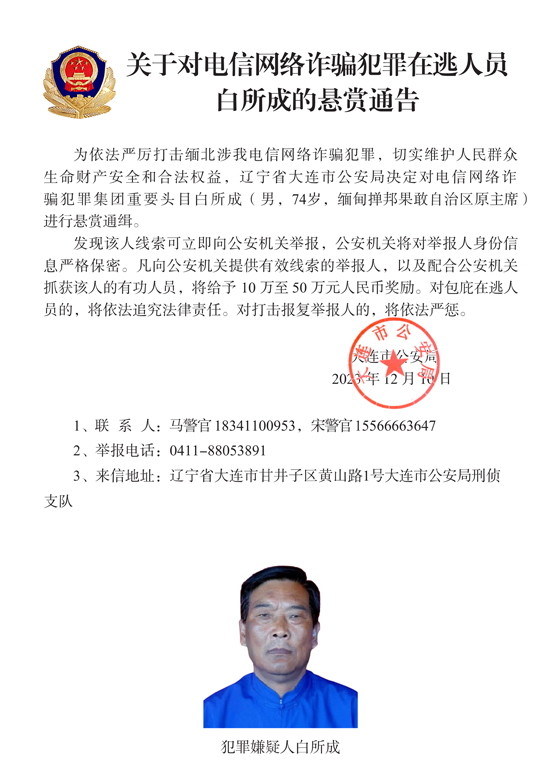 关于对电信网络诈骗犯罪在逃人员
白所成的悬赏通告
为依法严厉打击缅北涉我电信网络诈骗犯罪，切实维护人民群众
生命财产安全和合法权益，辽宁省大连市公安局决定对电信网络诈
骗犯罪集团重要头目白所成（男，74岁，缅甸掸邦果敢自治区原主席）
进行悬赏通缉。
发现该人线索可立即向公安机关举报，公安机关将对举报人身份信
息严格保密。凡向公安机关提供有效线索的举报人，以及配合公安机关
抓获该人的有功人员，将给予 10 万至 50 万元人民币奖励。对包庇在逃人
员的，将依法追究法律责任。对打击报复举报人的，将依法严惩。
大连市公安局
大连市公安局
2023 年 12 月 10 日
1、联 系 人：马警官 18341100953，宋警官 15566663647
2、举报电话：0411-88053891
3、来信地址：辽宁省大连市甘井子区黄山路1号大连市公安局刑侦
支队
犯罪嫌疑人白所成